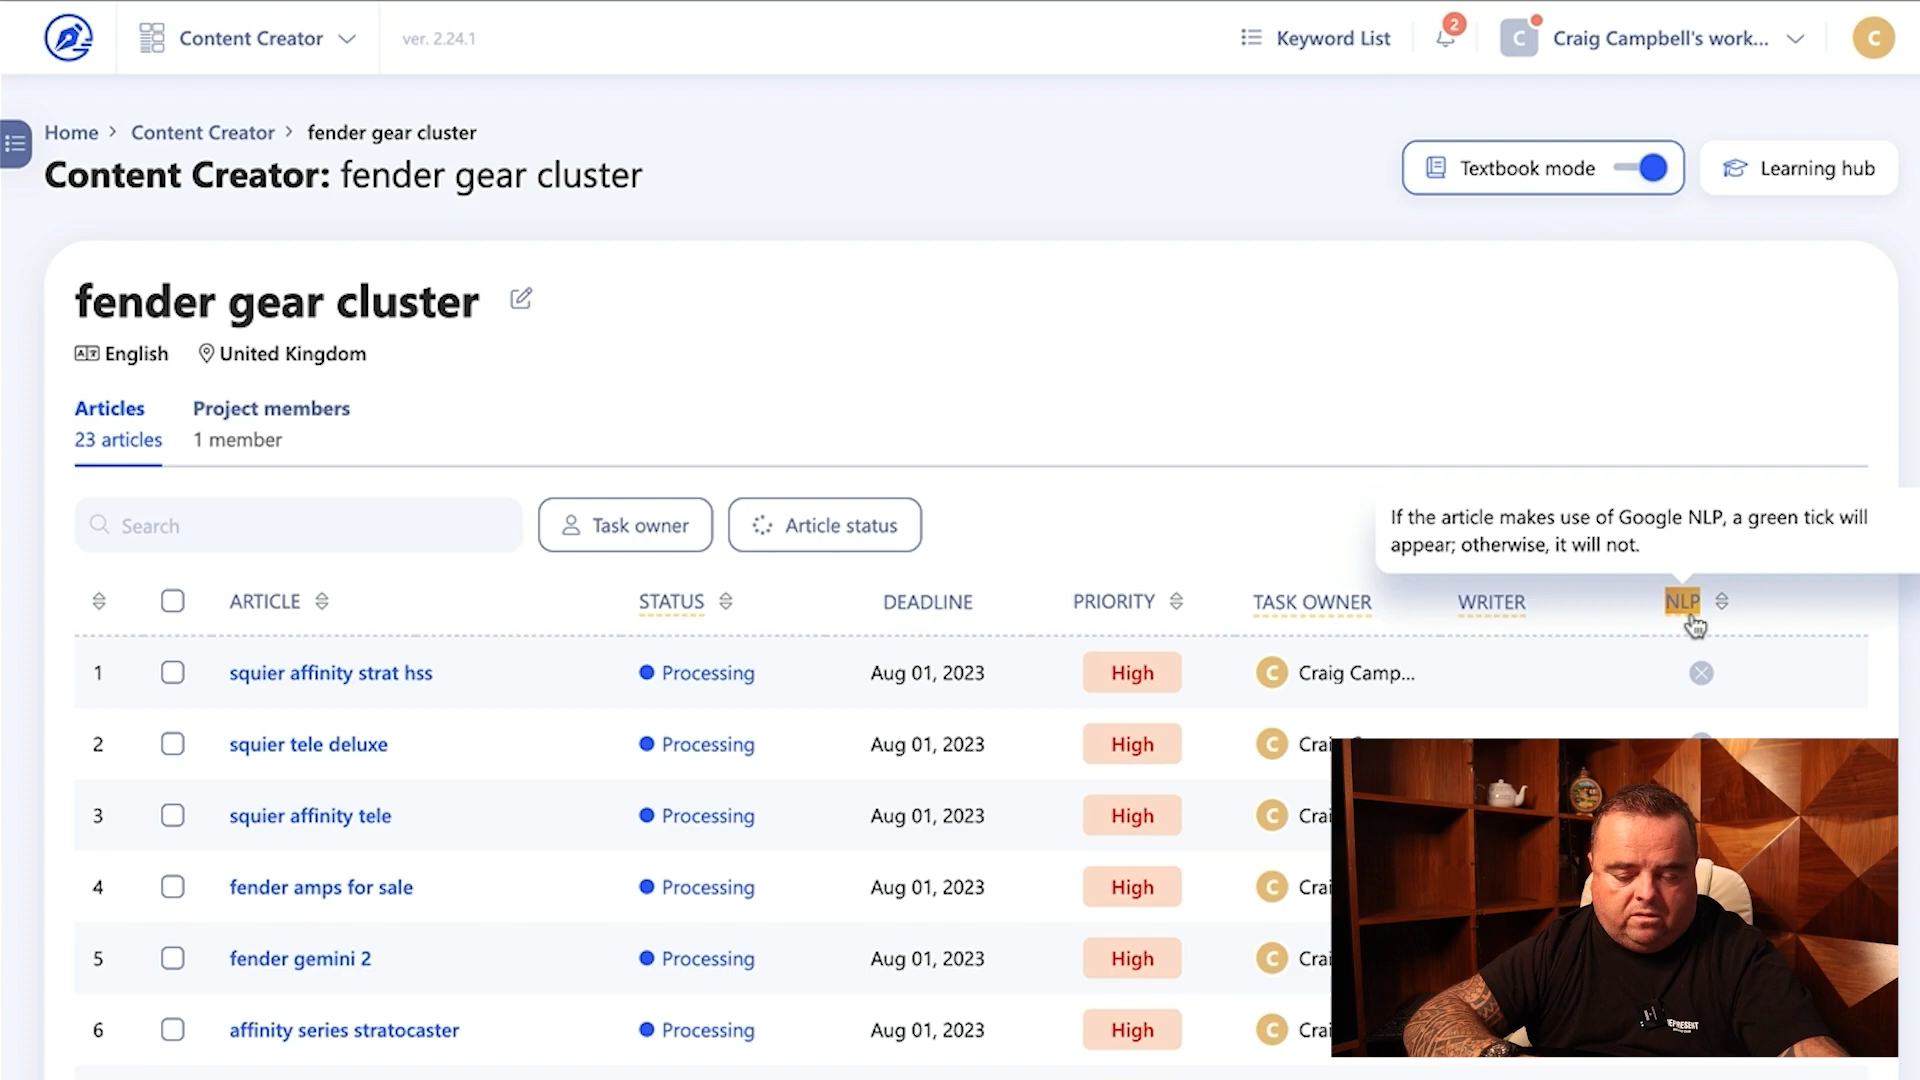 Content Creator
ver. 2.24.1
Keyword List
2
C
Craig Campbell's work...
C
Home
Content Creator
fender gear cluster
Content Creator: fender gear cluster
Textbook mode
Learning hub
fender gear cluster
English
United Kingdom
Articles
Project members
23 articles
1 member
Search
Task owner
Article status
If the article makes use of Google NLP, a green tick will
appear; otherwise, it will not.
ARTICLE STATUS DEADLINE PRIORITY TASK OWNER WRITER NLP
1 squier affinity strat hss Processing Aug 01, 2023 High C Craig Camp...
2 squier tele deluxe Processing Aug 01, 2023 High C Crai
3 squier affinity tele Processing Aug 01, 2023 High C Crai
4 fender amps for sale Processing Aug 01, 2023 High C Crai
5 fender gemini 2 Processing Aug 01, 2023 High C Crai
6 affinity series stratocaster Processing Aug 01, 2023 High C Crai